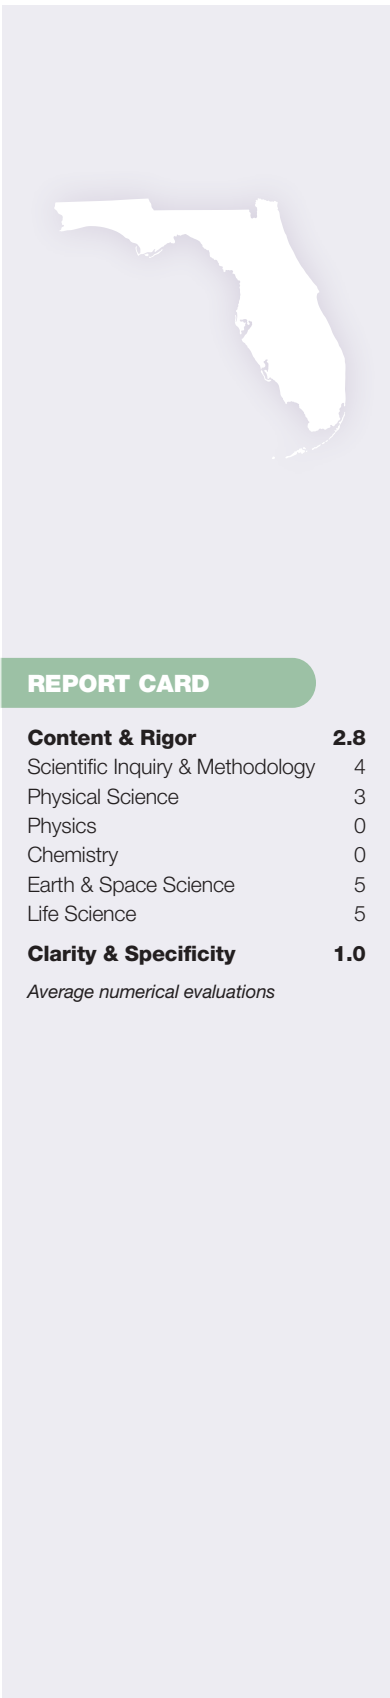 REPORT CARD
Content & Rigor 2.8
Scientific Inquiry & Methodology 4
Physical Science 3
Physics 0
Chemistry 0
Earth & Space Science 5
Life Science 5
Clarity & Specificity 1.0
Average numerical evaluations